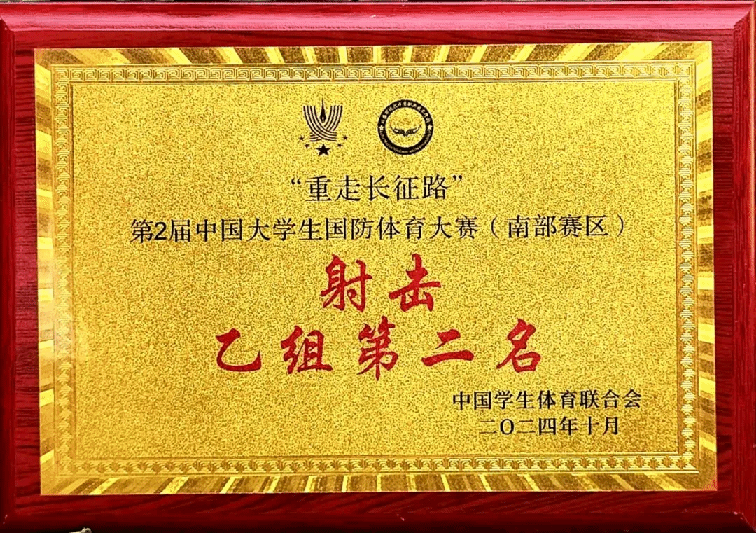 “重走长征路”
第2届中国大学生国防体育大赛（南部赛区）
射击
乙组第二名
中国学生体育联合会
二〇二四年十月